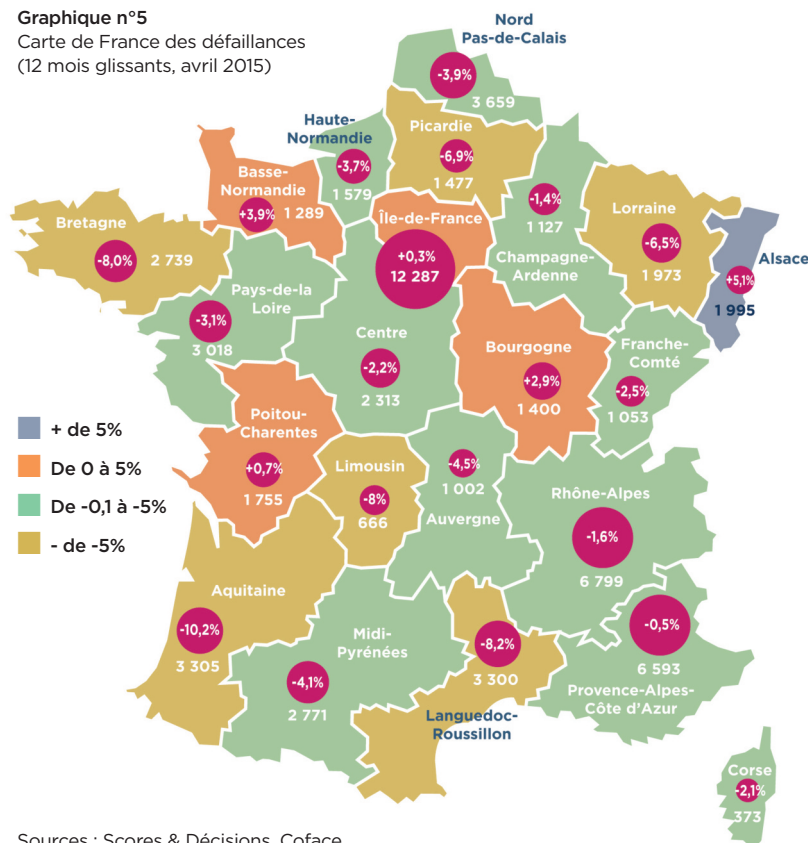 Graphique n°5
Carte de France des défaillances
(12 mois glissants, avril 2015)
Nord
Pas-de-Calais
-3,9%
3 659
Haute-
Normandie
-3,7%
1 579
Picardie
-6,9%
1 477
Basse-
Normandie
+3,9%
1 289
Île-de-France
+0,3%
12 287
-1,4%
1 127
Champagne-
Ardenne
Lorraine
-6,5%
1 973
Alsace
+5,1%
1 995
Bretagne
-8,0%
2 739
Pays-de-la
Loire
-3,1%
3 018
Centre
-2,2%
2 313
Bourgogne
+2,9%
1 400
Franche-
Comté
-2,5%
1 053
Poitou-
Charentes
+0,7%
1 755
+ de 5%
De 0 à 5%
De -0,1 à -5%
- de -5%
Limousin
-8%
666
-4,5%
1 002
Auvergne
Rhône-Alpes
-1,6%
6 799
Aquitaine
-10,2%
3 305
Midi-
Pyrénées
-4,1%
2 771
-8,2%
3 300
Languedoc-
Roussillon
-0,5%
6 593
Provence-Alpes-
Côte d'Azur
Corse
-2,1%
373
Sources : Scores & Décisions, Coface